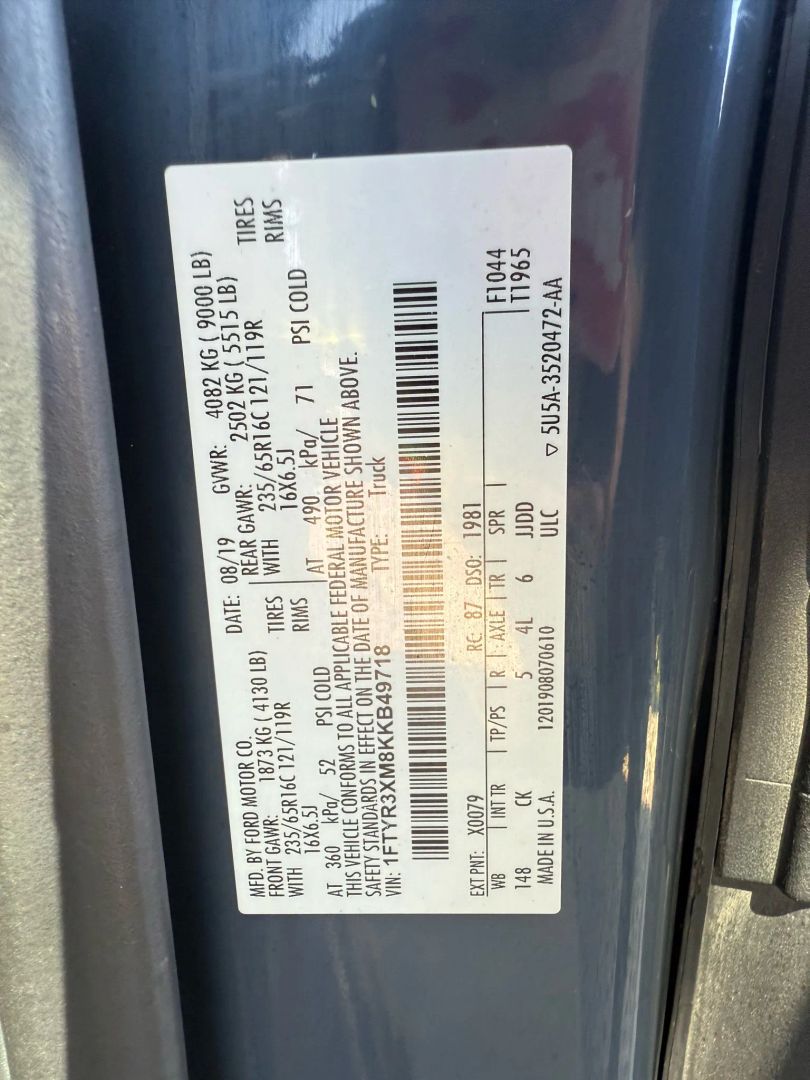 MFD. BY FORD MOTOR CO.
DATE: 08/19 GVWR: 4082 KG ( 9000 LB)
FRONT GAWR: 1873 KG ( 4130 LB) REAR GAWR: 2502 KG ( 5515 LB)
WITH 235/65R16C 121/119R TIRES WITH 235/65R16C 121/119R TIRES
16X6.5J RIMS 16X6.5J RIMS
AT 360 kPa/ 52 PSI COLD AT 490 kPa/ 71 PSI COLD
THIS VEHICLE CONFORMS TO ALL APPLICABLE FEDERAL MOTOR VEHICLE
SAFETY STANDARDS IN EFFECT ON THE DATE OF MANUFACTURE SHOWN ABOVE.
VIN: 1FTYR3XM8KKB49718 TYPE: Truck
EXT PNT: X0079 RC: 87 DSO: 1981
WB INT TR TP/PS R AXLE TR SPR F1044
148 CK 5 4L 6 JJDD T1965
MADE IN U.S.A. 1201908070610 ULC 5U5A-3520472-AA